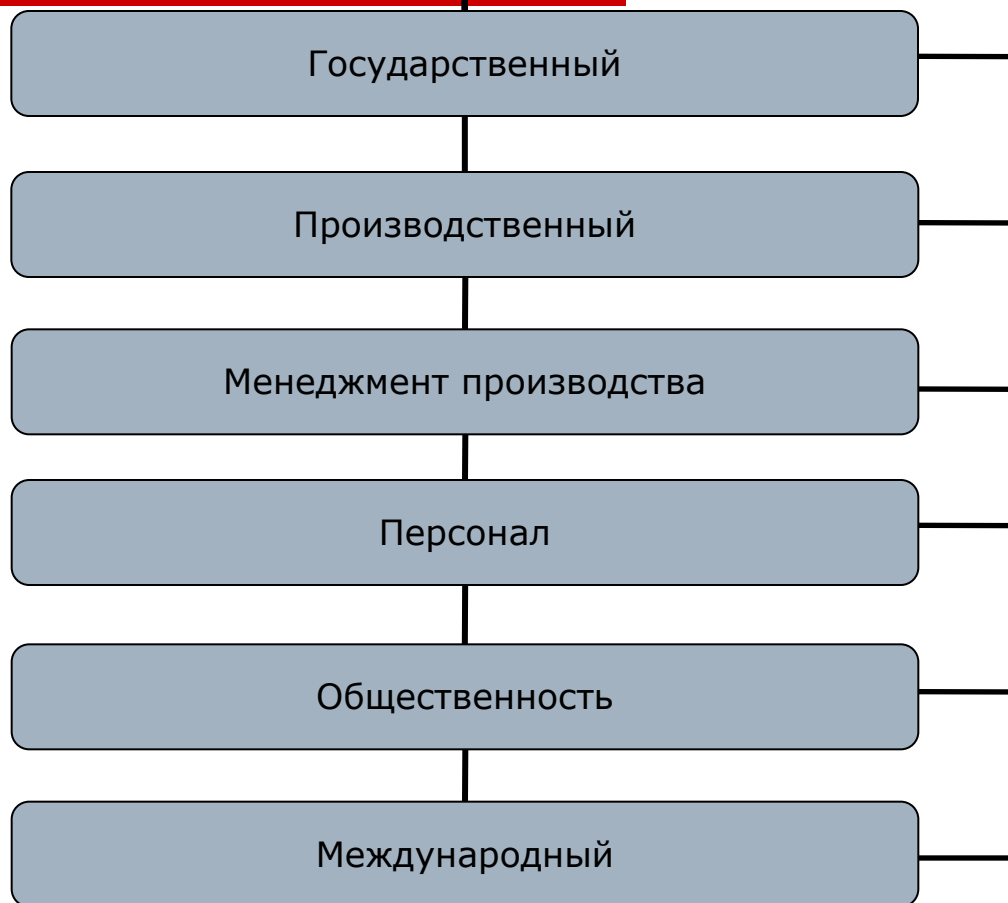 Государственный
Производственный
Менеджмент производства
Персонал
Общественность
Международный